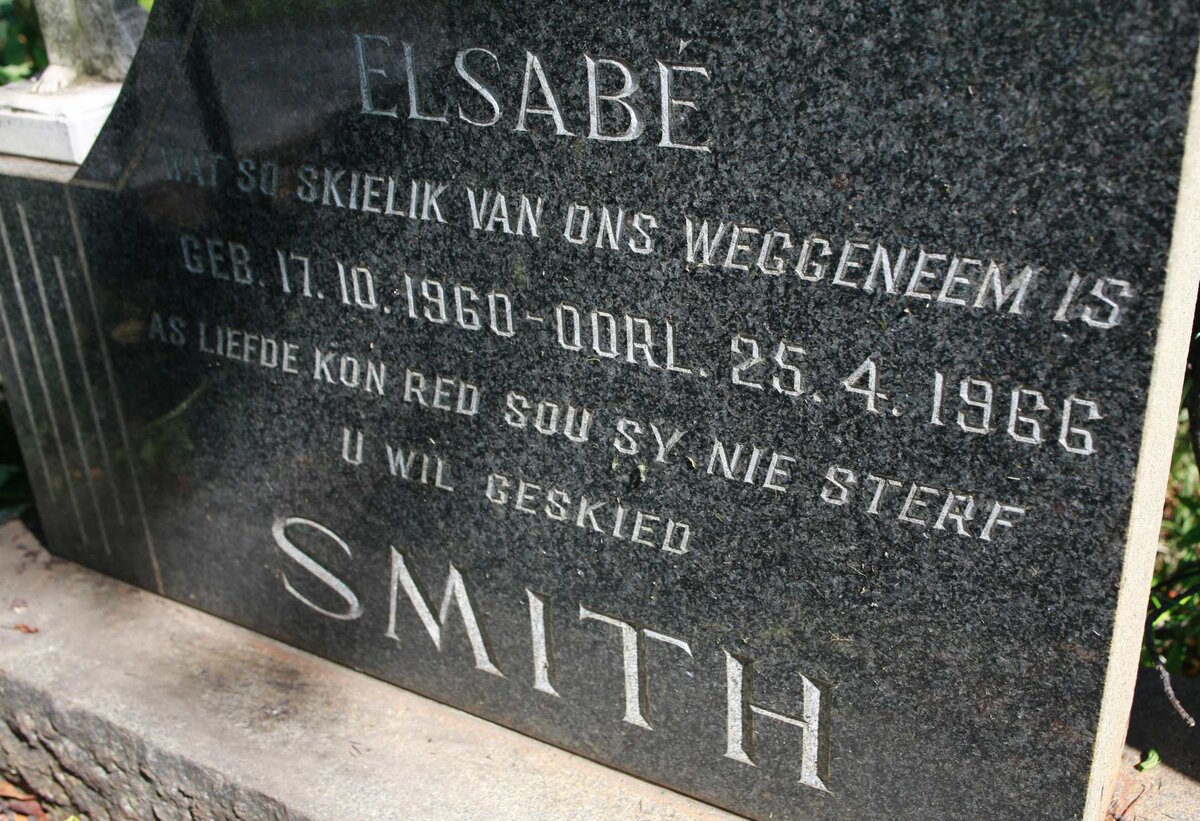 ELSABÉ
WAT SO SKIELIK VAN ONS WEGGENEEM IS
GEB. 17.10.1960 - OORL. 25.4.1966
AS LIEFDE KON RED SOU SY NIE STERF
U WIL GESKIED
SMITH